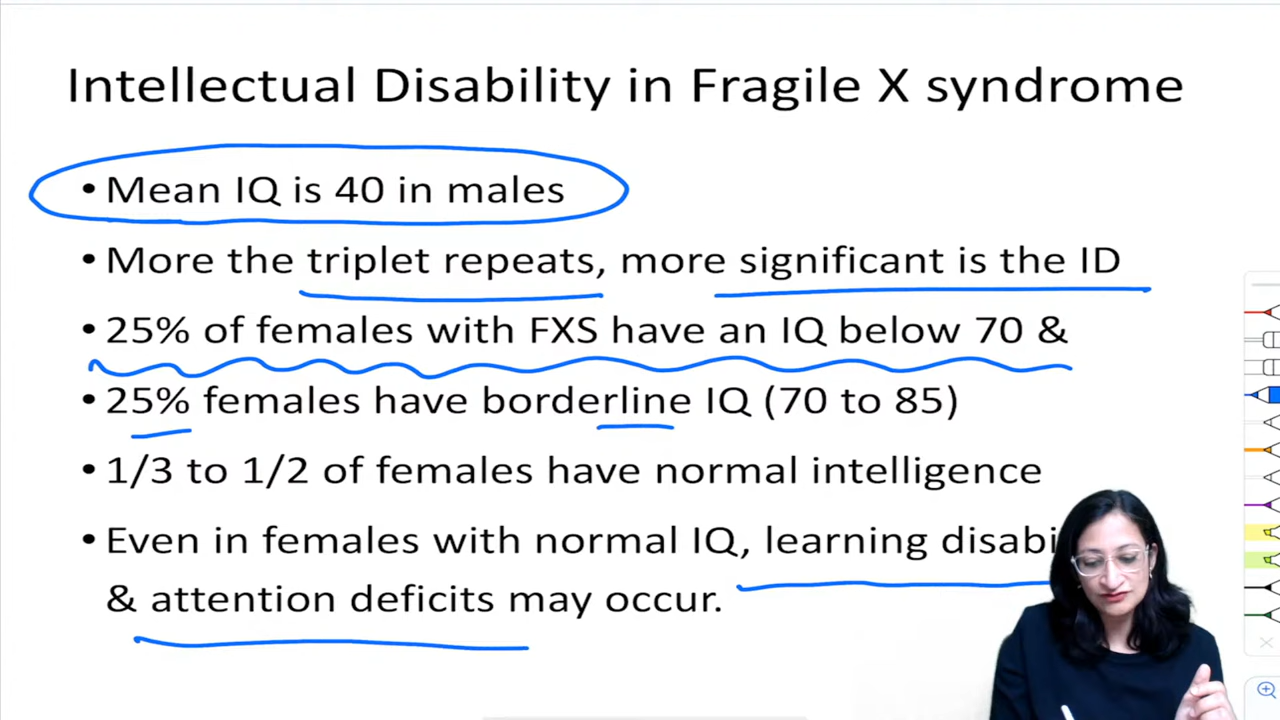 Intellectual Disability in Fragile X syndrome
• Mean IQ is 40 in males
• More the triplet repeats, more significant is the ID
• 25% of females with FXS have an IQ below 70 &
• 25% females have borderline IQ (70 to 85)
• 1/3 to 1/2 of females have normal intelligence
• Even in females with normal IQ, learning
& attention deficits may occur.